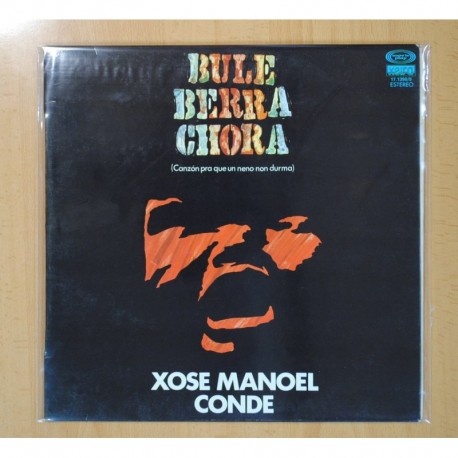 BULE
BERRA
CHORA
(Canzón pra que un neno non durma)
ESTEREO
XOSE MANOEL
CONDE